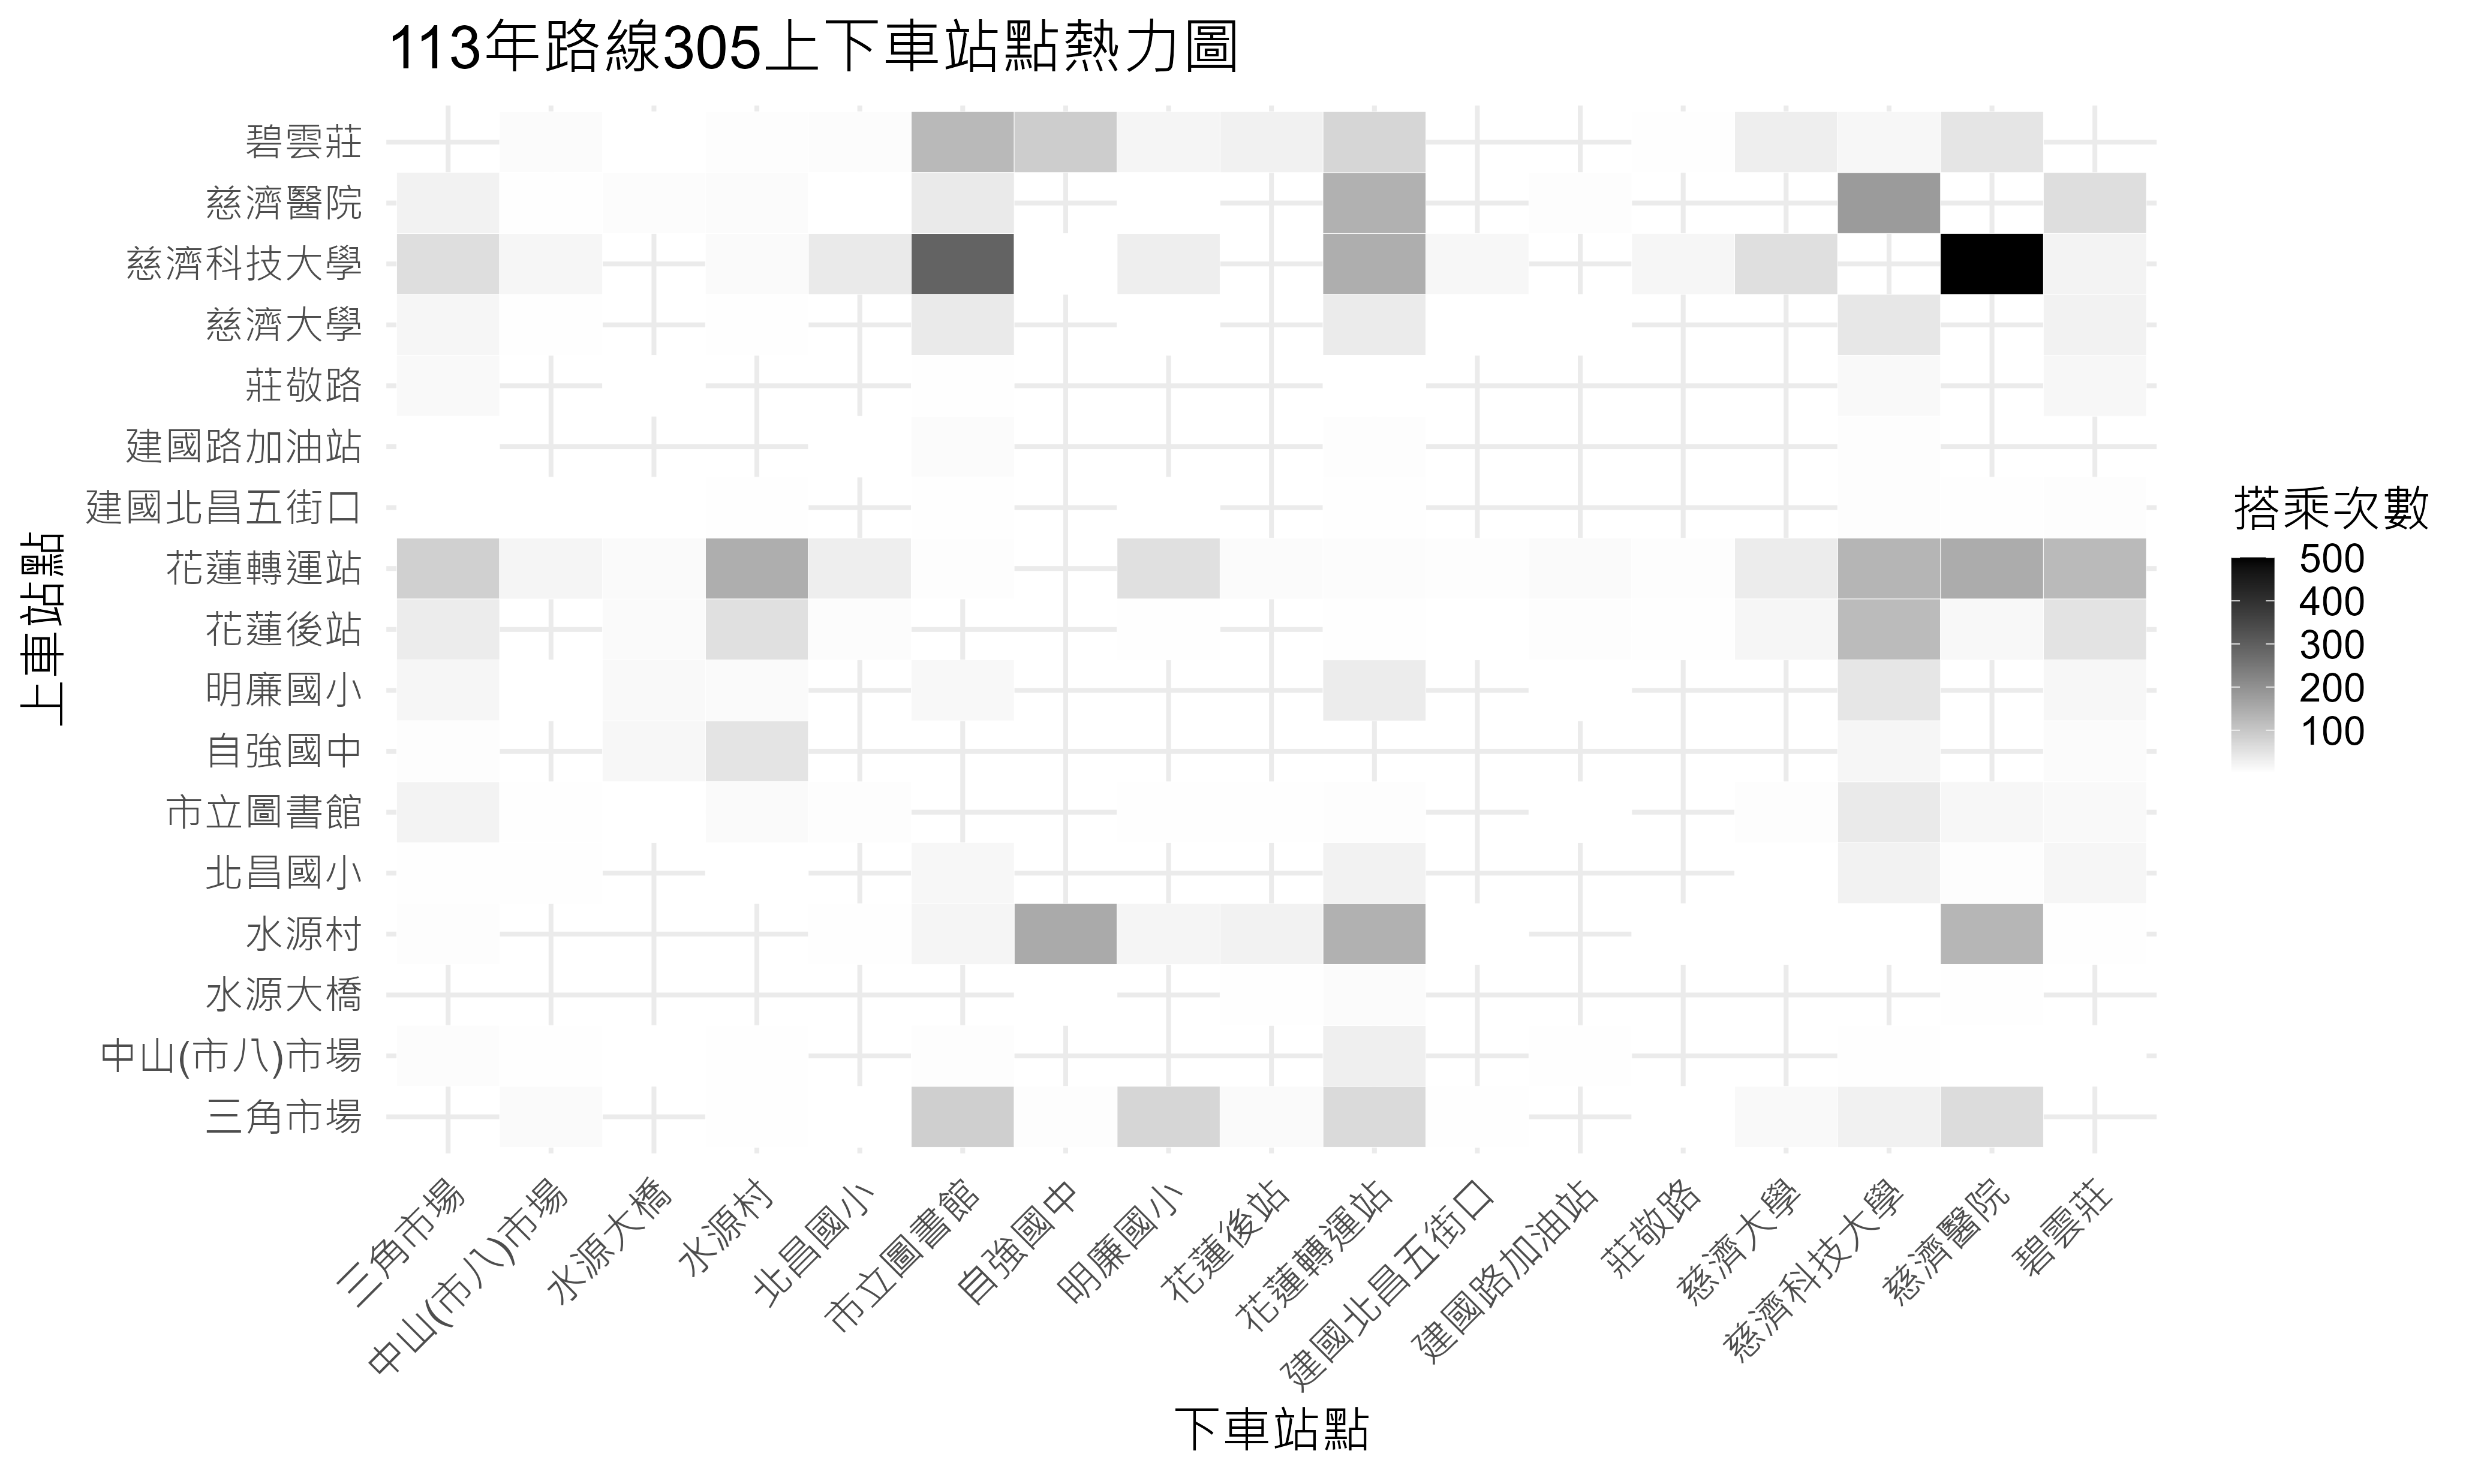 113年路線305上下車站點熱力圖
上車站點
碧雲莊
慈濟醫院
慈濟科技大學
慈濟大學
莊敬路
建國路加油站
建國北昌五街口
花蓮轉運站
花蓮後站
明廉國小
自強國中
市立圖書館
北昌國小
水源村
水源大橋
中山(市八)市場
三角市場
三角市場
中山(市八)市場
水源大橋
水源村
北昌國小
市立圖書館
自強國中
明廉國小
花蓮後站
花蓮轉運站
建國北昌五街口
建國路加油站
莊敬路
慈濟大學
慈濟科技大學
慈濟醫院
碧雲莊
下車站點
搭乘次數
500
400
300
200
100